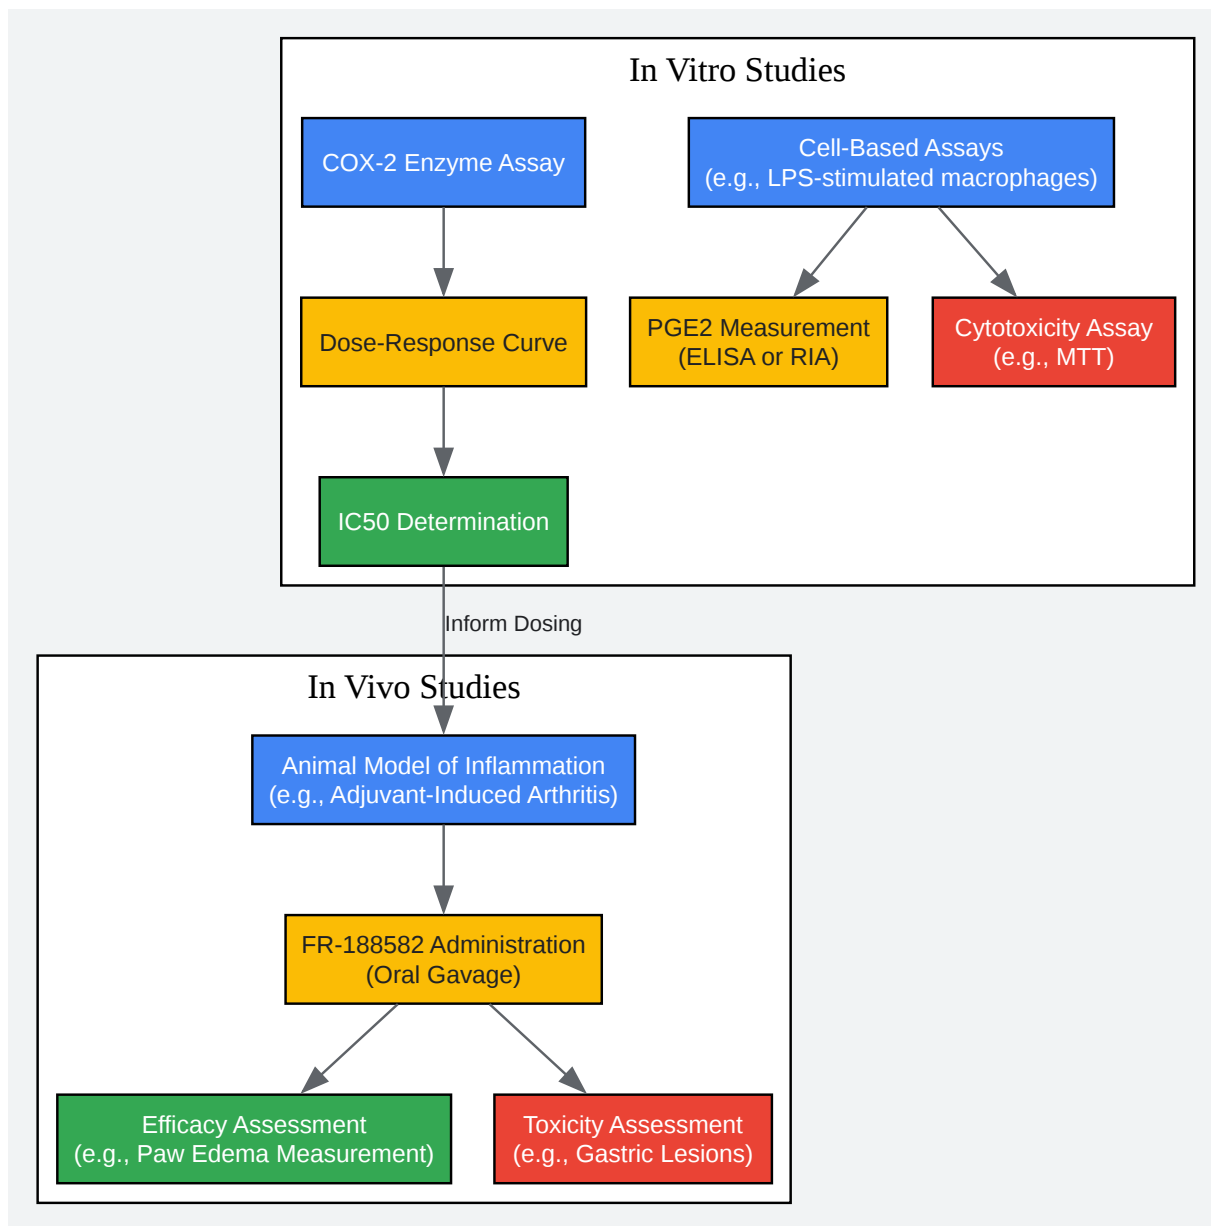 In Vitro Studies
COX-2 Enzyme Assay
Cell-Based Assays
(e.g., LPS-stimulated macrophages)
Dose-Response Curve
PGE2 Measurement
(ELISA or RIA)
Cytotoxicity Assay
(e.g., MTT)
IC50 Determination
Inform Dosing
In Vivo Studies
Animal Model of Inflammation
(e.g., Adjuvant-Induced Arthritis)
FR-188582 Administration
(Oral Gavage)
Efficacy Assessment
(e.g., Paw Edema Measurement)
Toxicity Assessment
(e.g., Gastric Lesions)